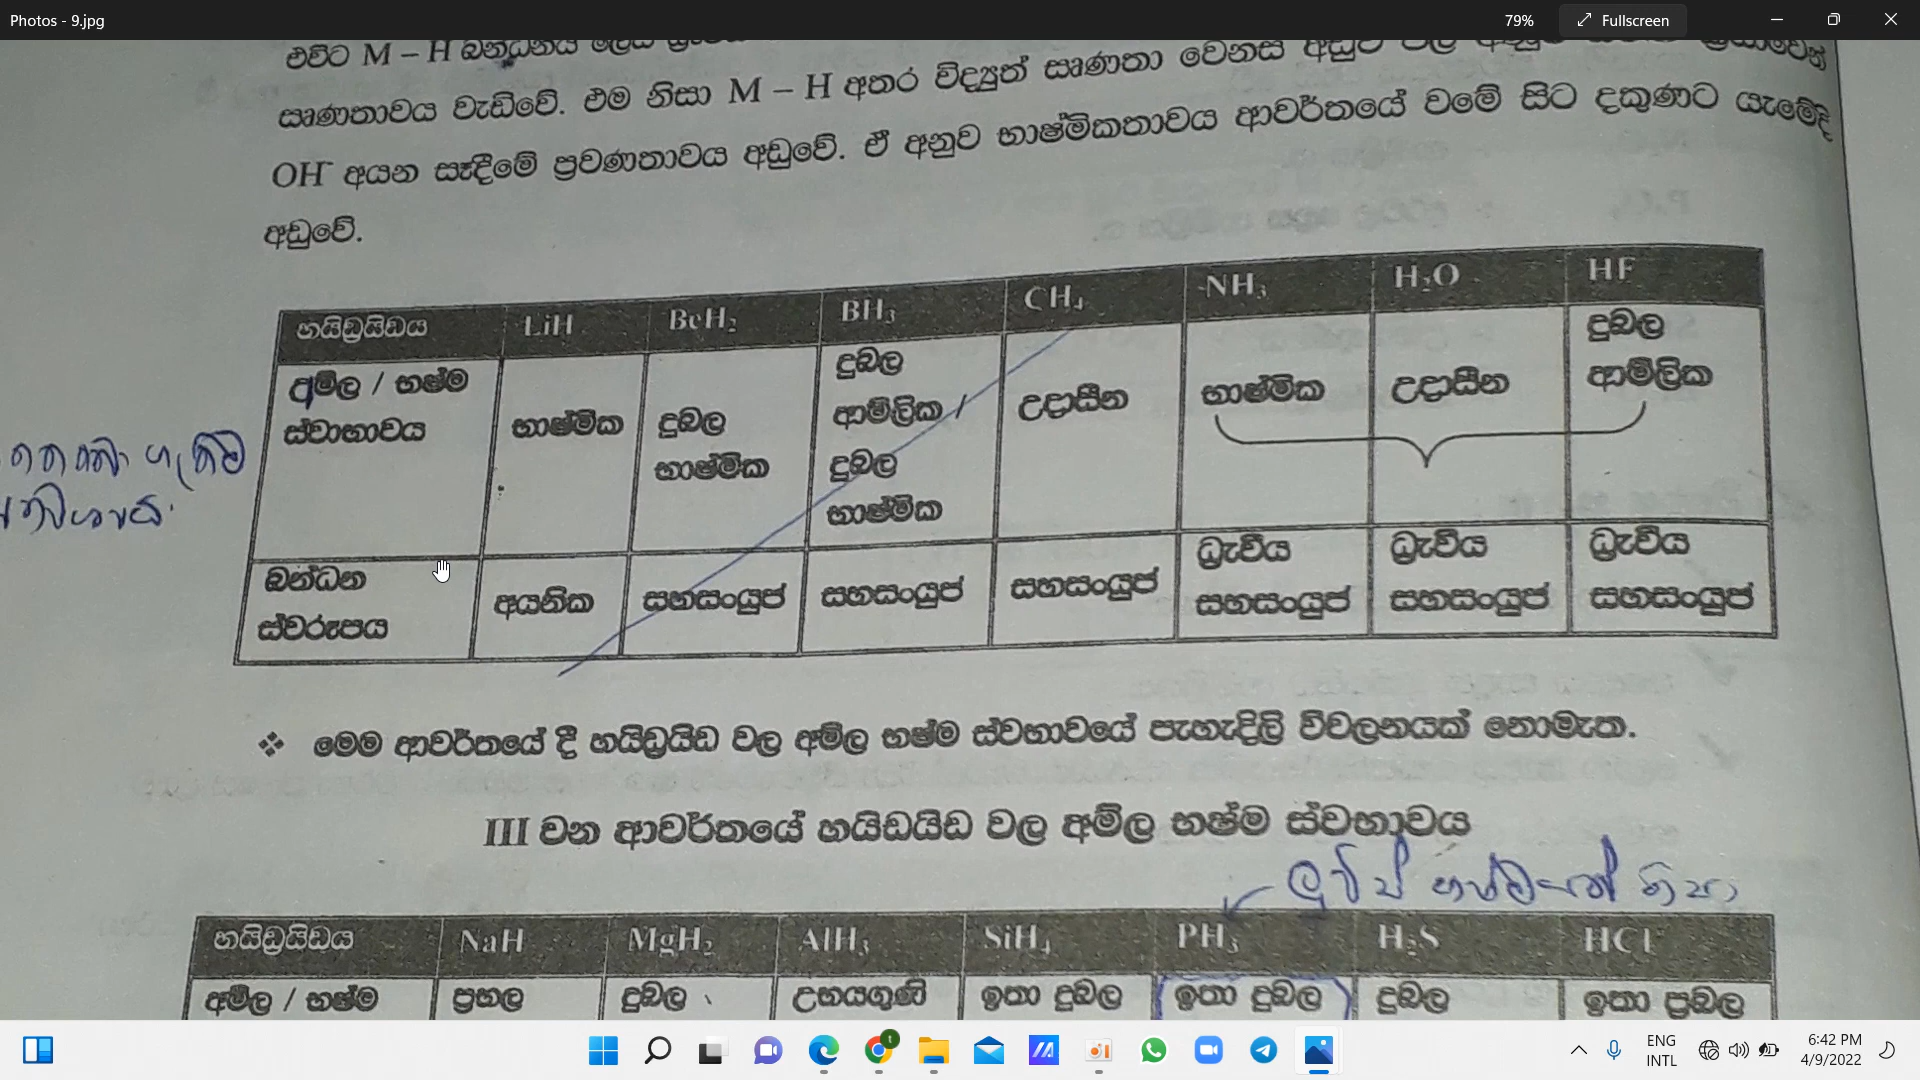 Photos - 9.jpg
79%
Fullscreen
එවිට M – H බන්ධනය
සෘණතාවය වැඩිවේ. එම නිසා M – H අතර විද්‍යුත් සෘණතා වෙනස අඩුව
OH⁻ අයන සෑදීමේ ප්‍රවණතාවය අඩුවේ. ඒ අනුව භාෂ්මිකතාවය ආවර්තයේ වමේ සිට දකුණට යෑමේදී
අඩුවේ.
හයිඩ්‍රයිඩය LiH BeH₂ BH₃ CH₄ NH₃ H₂O HF
අම්ල / භෂ්ම ස්වාභාවය භාෂ්මික දුබල භාෂ්මික දුබල ආම්ලික / දුබල භාෂ්මික උදාසීන භාෂ්මික උදාසීන දුබල ආම්ලික
බන්ධන ස්වරූපය අයනික සහසංයුජ් සහසංයුජ් සහසංයුජ් ධ්‍රැවීය සහසංයුජ් ධ්‍රැවීය සහසංයුජ් ධ්‍රැවීය සහසංයුජ්
❖ මෙම ආවර්තයේ දී හයිඩ්‍රයිඩ වල අම්ල භෂ්ම ස්වභාවයේ පැහැදිලි විචලනයක් නොමැත.
III වන ආවර්තයේ හයිඩයිඩ වල අම්ල භෂ්ම ස්වභාවය
හයිඩ්‍රයිඩය NaH MgH₂ AlH₃ SiH₄ PH₃ H₂S HCl
අම්ල / භෂ්ම ප්‍රභල දුබල උභයගුණි ඉතා දුබල ඉතා දුබල දුබල ඉතා ප්‍රබල
ENG
INTL
6:42 PM
4/9/2022